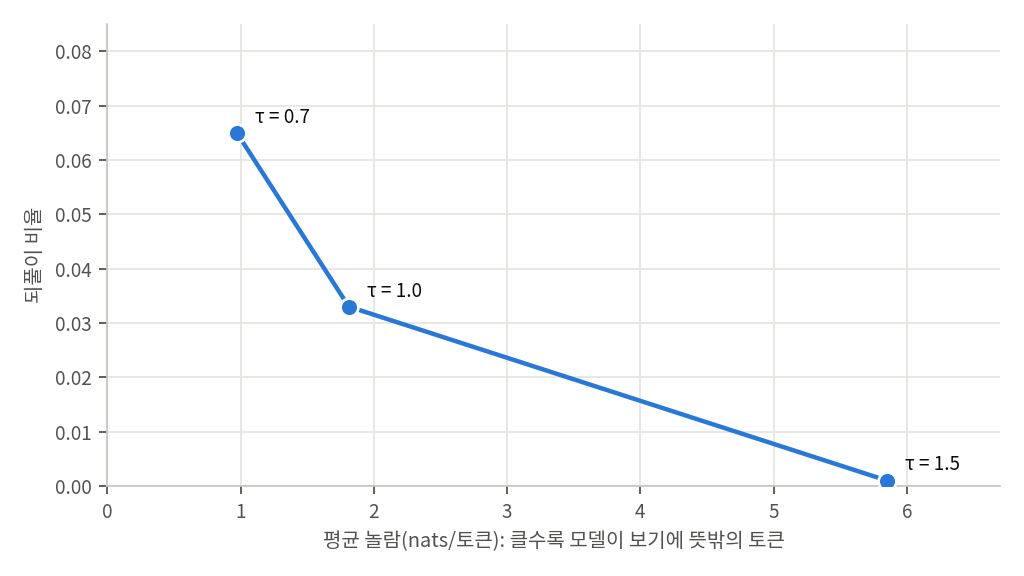 0.08
0.07
0.06
0.05
0.04
0.03
0.02
0.01
0.00
되풀이 비율
τ = 0.7
τ = 1.0
τ = 1.5
0 1 2 3 4 5 6
평균 놀람(nats/토큰): 클수록 모델이 보기에 뜻밖의 토큰